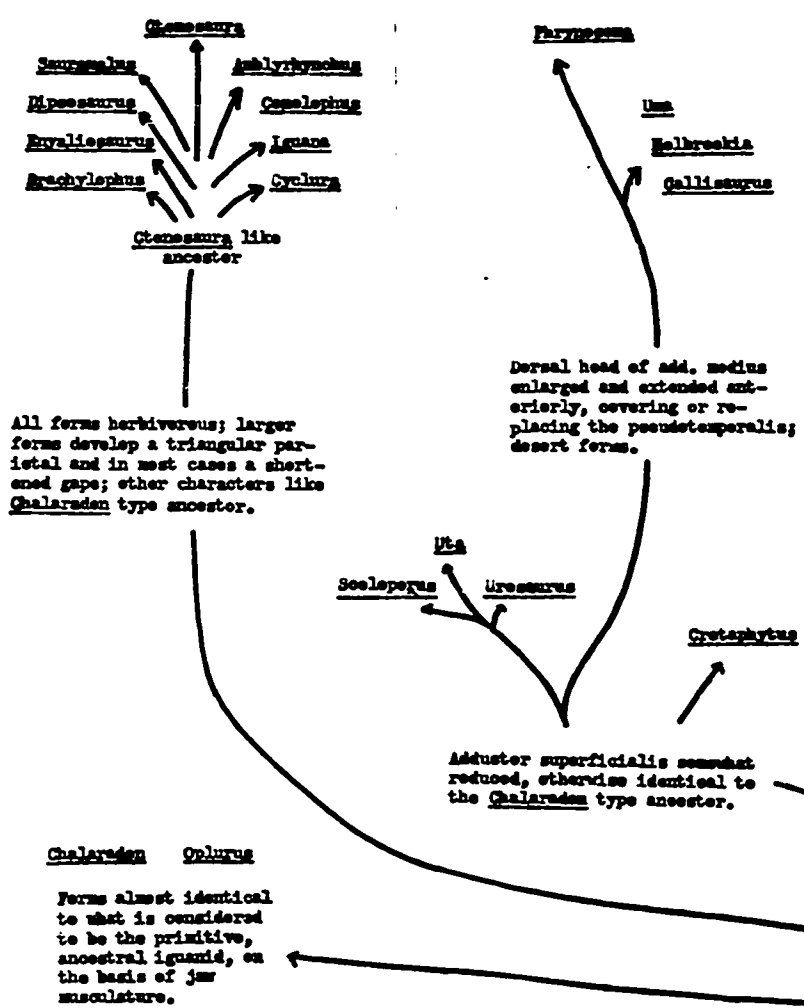 Ctenosaura
Sauromalus
Amblyrhynchus
Dipsosaurus
Conolophus
Enyaliosaurus
Iguana
Brachylophus
Cyclura
Ctenosaura like
ancestor
All forms herbivorous; larger
forms develop a triangular par-
ietal and in most cases a short-
ened gape; other characters like
Chalaradon type ancestor.
Phrynosoma
Uma
Holbrookia
Callisaurus
Dorsal head of add. medius
enlarged and extended ant-
eriorly, covering or re-
placing the pseudotemporalis;
desert forms.
Uta
Sceloporus
Urosaurus
Crotaphytus
Adductor superficialis somewhat
reduced, otherwise identical to
the Chalaradon type ancestor.
Chalaradon Oplurus
Forms almost identical
to what is considered
to be the primitive,
ancestral iguanid, on
the basis of jaw
musculature.